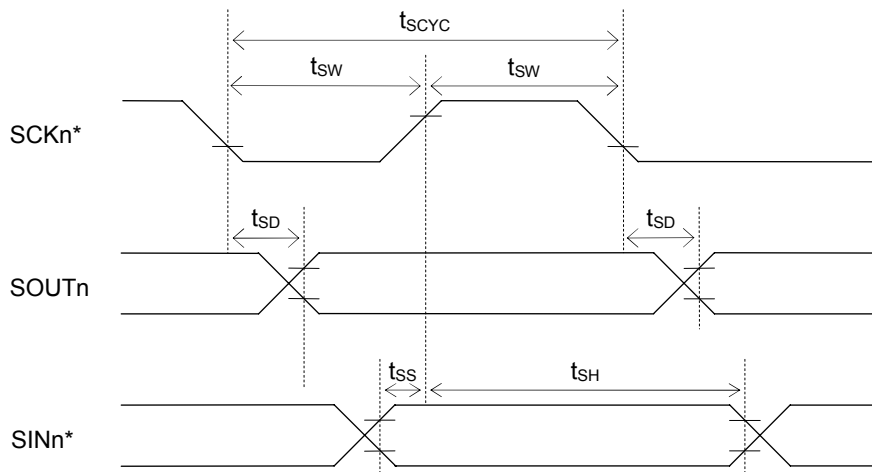 tSCYC
tSW tSW
SCKn*
tSD tSD
SOUTn
tSS tSH
SINn*